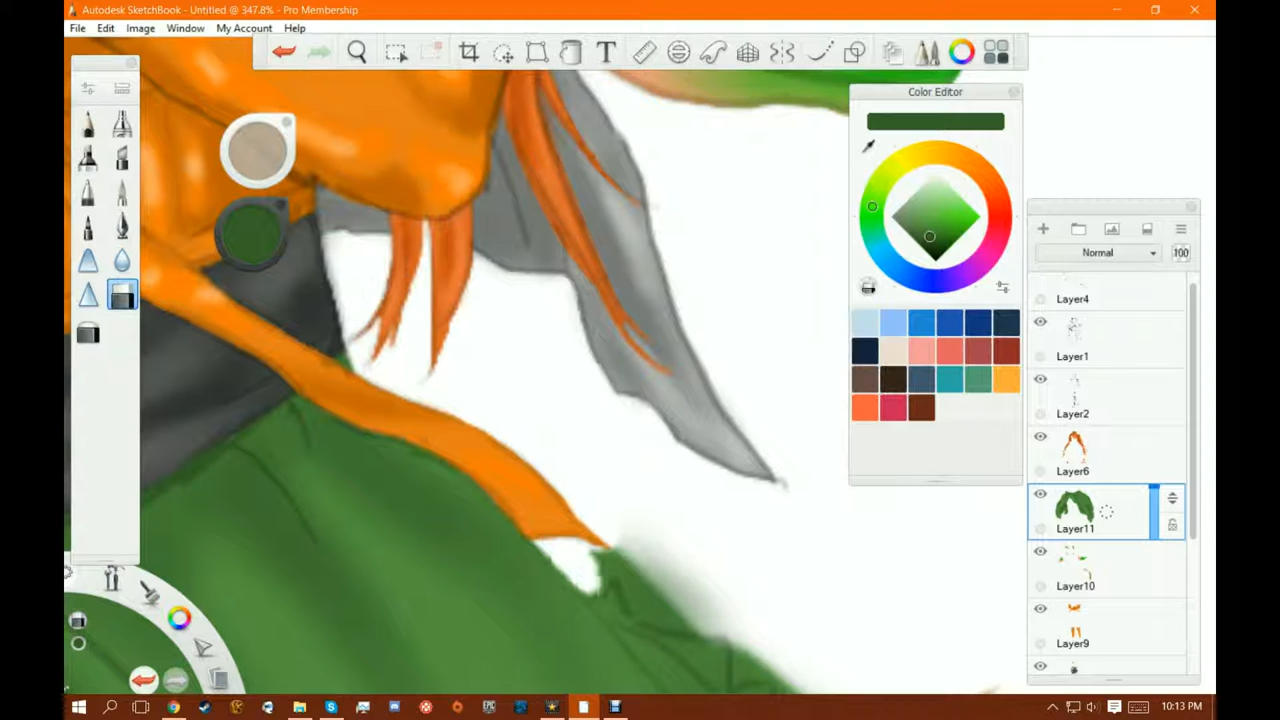 Autodesk SketchBook - Untitled @ 347.8% - Pro Membership
File Edit Image Window My Account Help
T
Color Editor
Normal 100
Layer4
Layer1
Layer2
Layer6
Layer11
Layer10
Layer9
10:13 PM